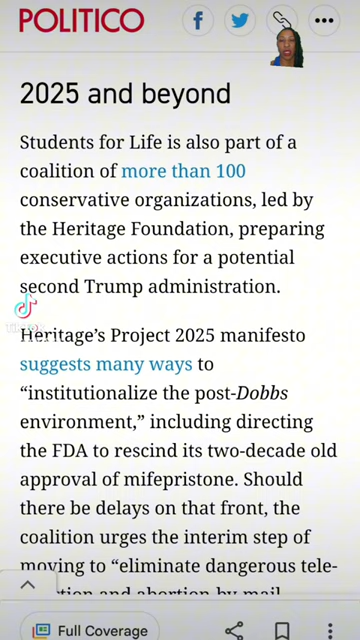 POLITICO
2025 and beyond
Students for Life is also part of a
coalition of more than 100
conservative organizations, led by
the Heritage Foundation, preparing
executive actions for a potential
second Trump administration.
Heritage's Project 2025 manifesto
suggests many ways to
“institutionalize the post-Dobbs
environment,” including directing
the FDA to rescind its two-decade old
approval of mifepristone. Should
there be delays on that front, the
coalition urges the interim step of
moving to “eliminate dangerous tele-
and abortion by mail
Full Coverage